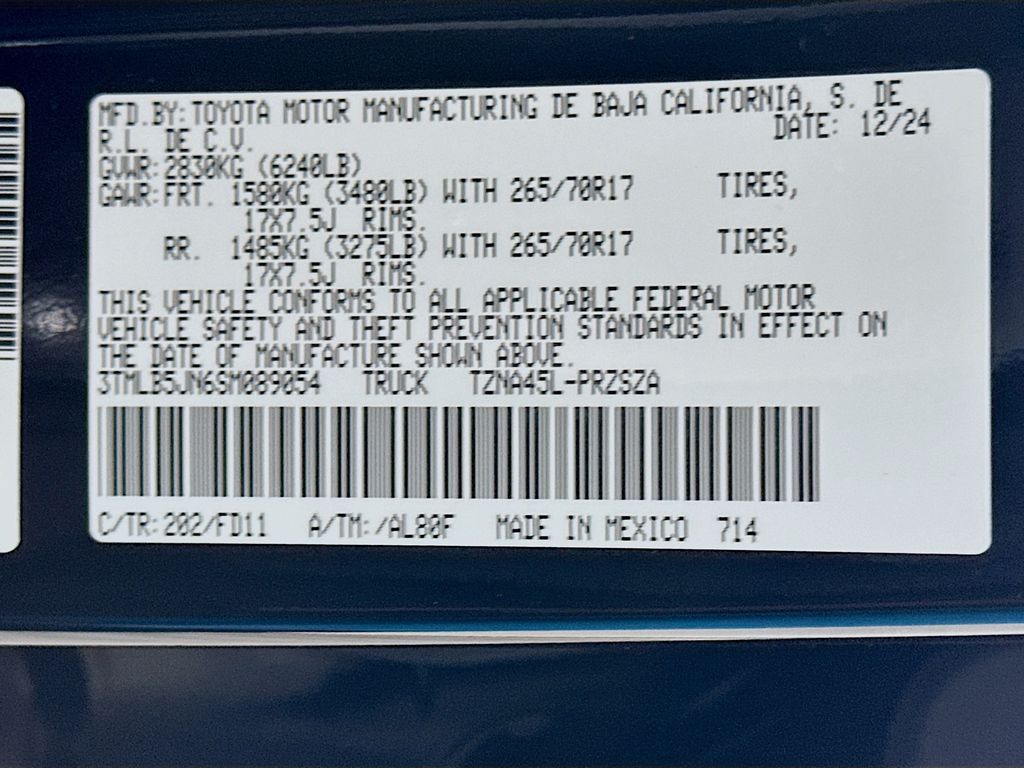 MFD.BY:TOYOTA MOTOR MANUFACTURING DE BAJA CALIFORNIA, S. DE
R.L. DE C.V. DATE: 12/24
GVWR:2830KG (6240LB)
GAWR:FRT. 1580KG (3480LB) WITH 265/70R17 TIRES,
17X7.5J RIMS.
RR. 1485KG (3275LB) WITH 265/70R17 TIRES,
17X7.5J RIMS.
THIS VEHICLE CONFORMS TO ALL APPLICABLE FEDERAL MOTOR
VEHICLE SAFETY AND THEFT PREVENTION STANDARDS IN EFFECT ON
THE DATE OF MANUFACTURE SHOWN ABOVE.
3TMLB5JN6SM089054 TRUCK TZNA45L-PRZSZA
C/TR:202/FD11 A/TM:/AL80F MADE IN MEXICO 714